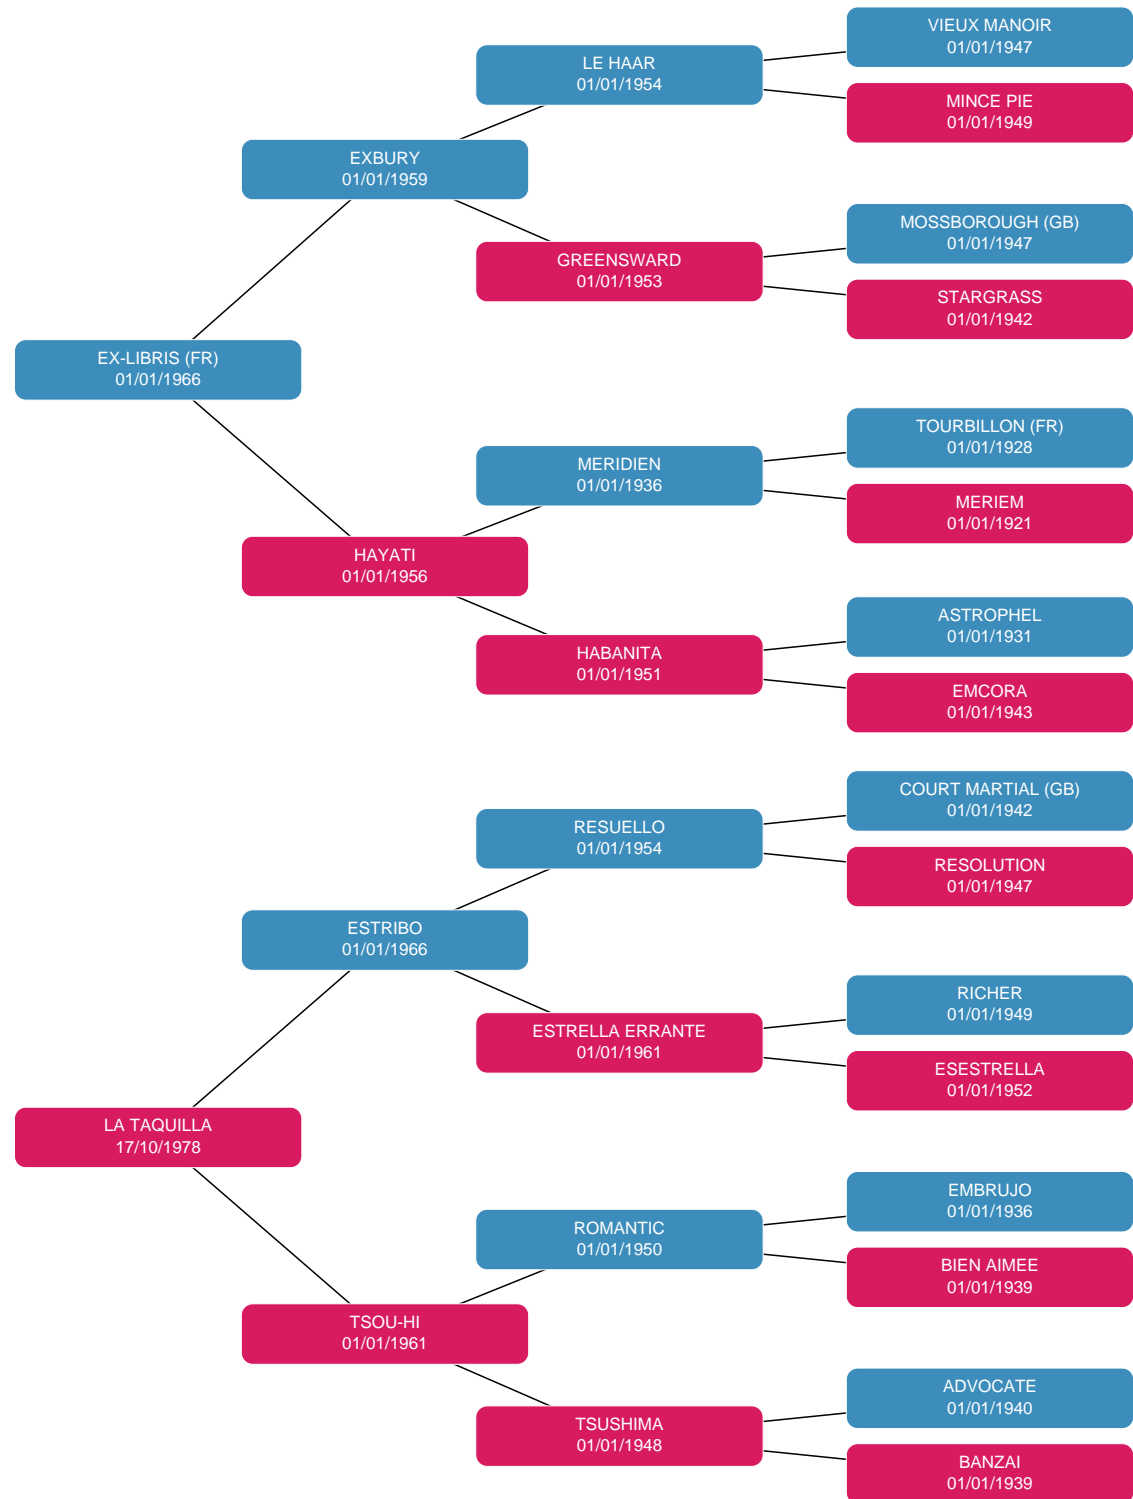 VIEUX MANOIR
01/01/1947
LE HAAR
01/01/1954
MINCE PIE
01/01/1949
EXBURY
01/01/1959
MOSSBOROUGH (GB)
01/01/1947
GREENSWARD
01/01/1953
STARGRASS
01/01/1942
EX-LIBRIS (FR)
01/01/1966
TOURBILLON (FR)
01/01/1928
MERIDIEN
01/01/1936
MERIEM
01/01/1921
HAYATI
01/01/1956
ASTROPHEL
01/01/1931
HABANITA
01/01/1951
EMCORA
01/01/1943
COURT MARTIAL (GB)
01/01/1942
RESUELLO
01/01/1954
RESOLUTION
01/01/1947
ESTRIBO
01/01/1966
RICHER
01/01/1949
ESTRELLA ERRANTE
01/01/1961
ESESTRELLA
01/01/1952
LA TAQUILLA
17/10/1978
EMBRUJO
01/01/1936
ROMANTIC
01/01/1950
BIEN AIMEE
01/01/1939
TSOU-HI
01/01/1961
ADVOCATE
01/01/1940
TSUSHIMA
01/01/1948
BANZAI
01/01/1939